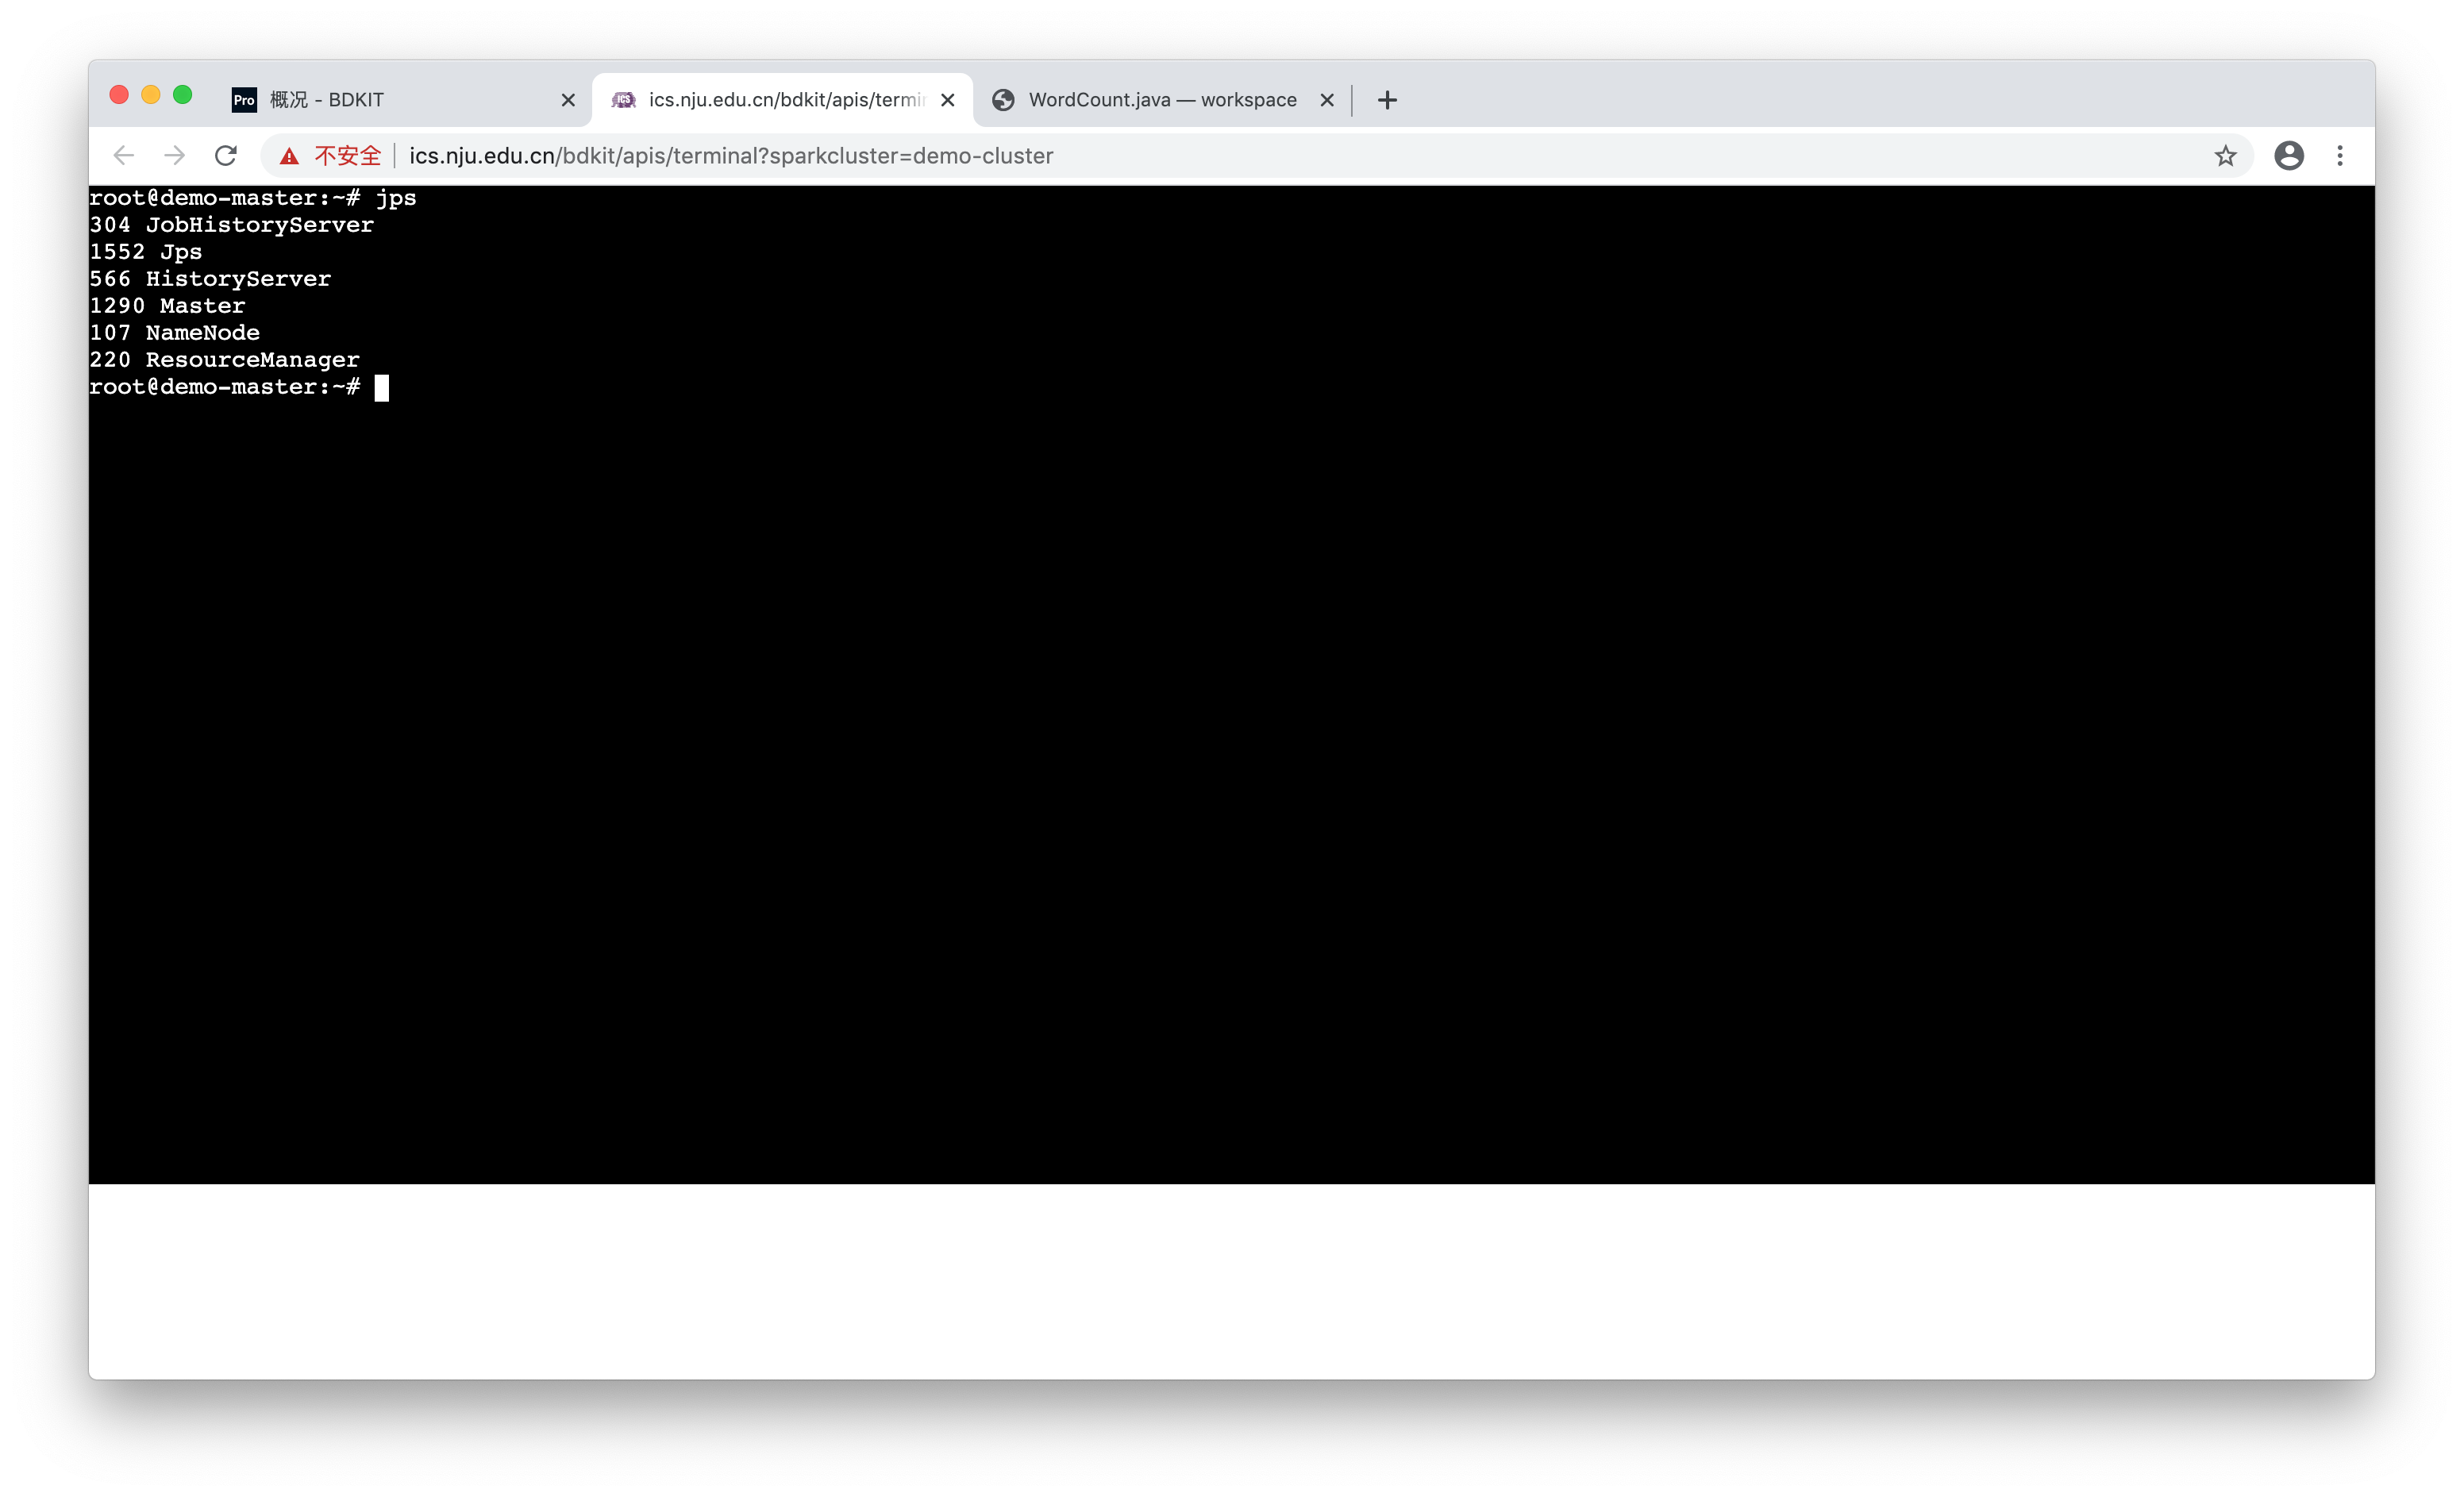 Pro 概况 - BDKIT
ICS ics.nju.edu.cn/bdkit/apis/termin
WordCount.java — workspace
不安全 ics.nju.edu.cn/bdkit/apis/terminal?sparkcluster=demo-cluster
root@demo-master:~# jps
304 JobHistoryServer
1552 Jps
566 HistoryServer
1290 Master
107 NameNode
220 ResourceManager
root@demo-master:~#